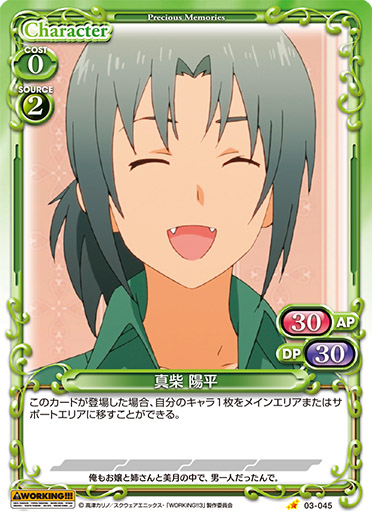 Precious Memories
Character
COST
0
SOURCE
2
30 AP
DP 30
真柴 陽平
このカードが登場した場合、自分のキャラ1枚をメインエリアまたはサ
ポートエリアに移すことができる。
俺もお嬢と姉さんと美月の中で、男一人だったんで。
WORKING!!!
© 高津カリノ/スクウェアエニックス・「WORKING!!3」製作委員会
03-045